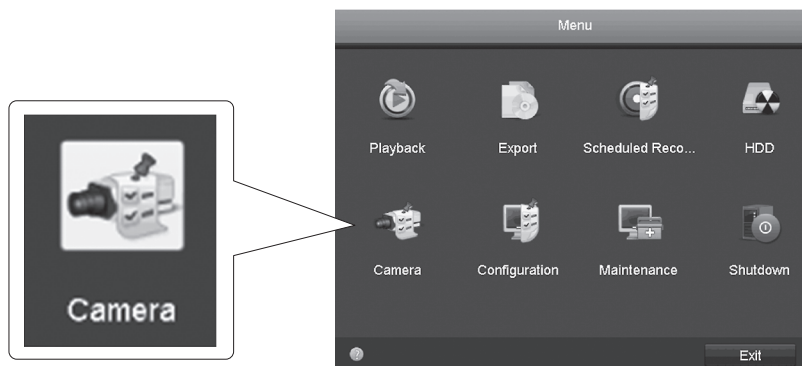 Menu
Playback
Export
Scheduled Reco...
HDD
Camera
Configuration
Maintenance
Shutdown
?
Exit
Camera